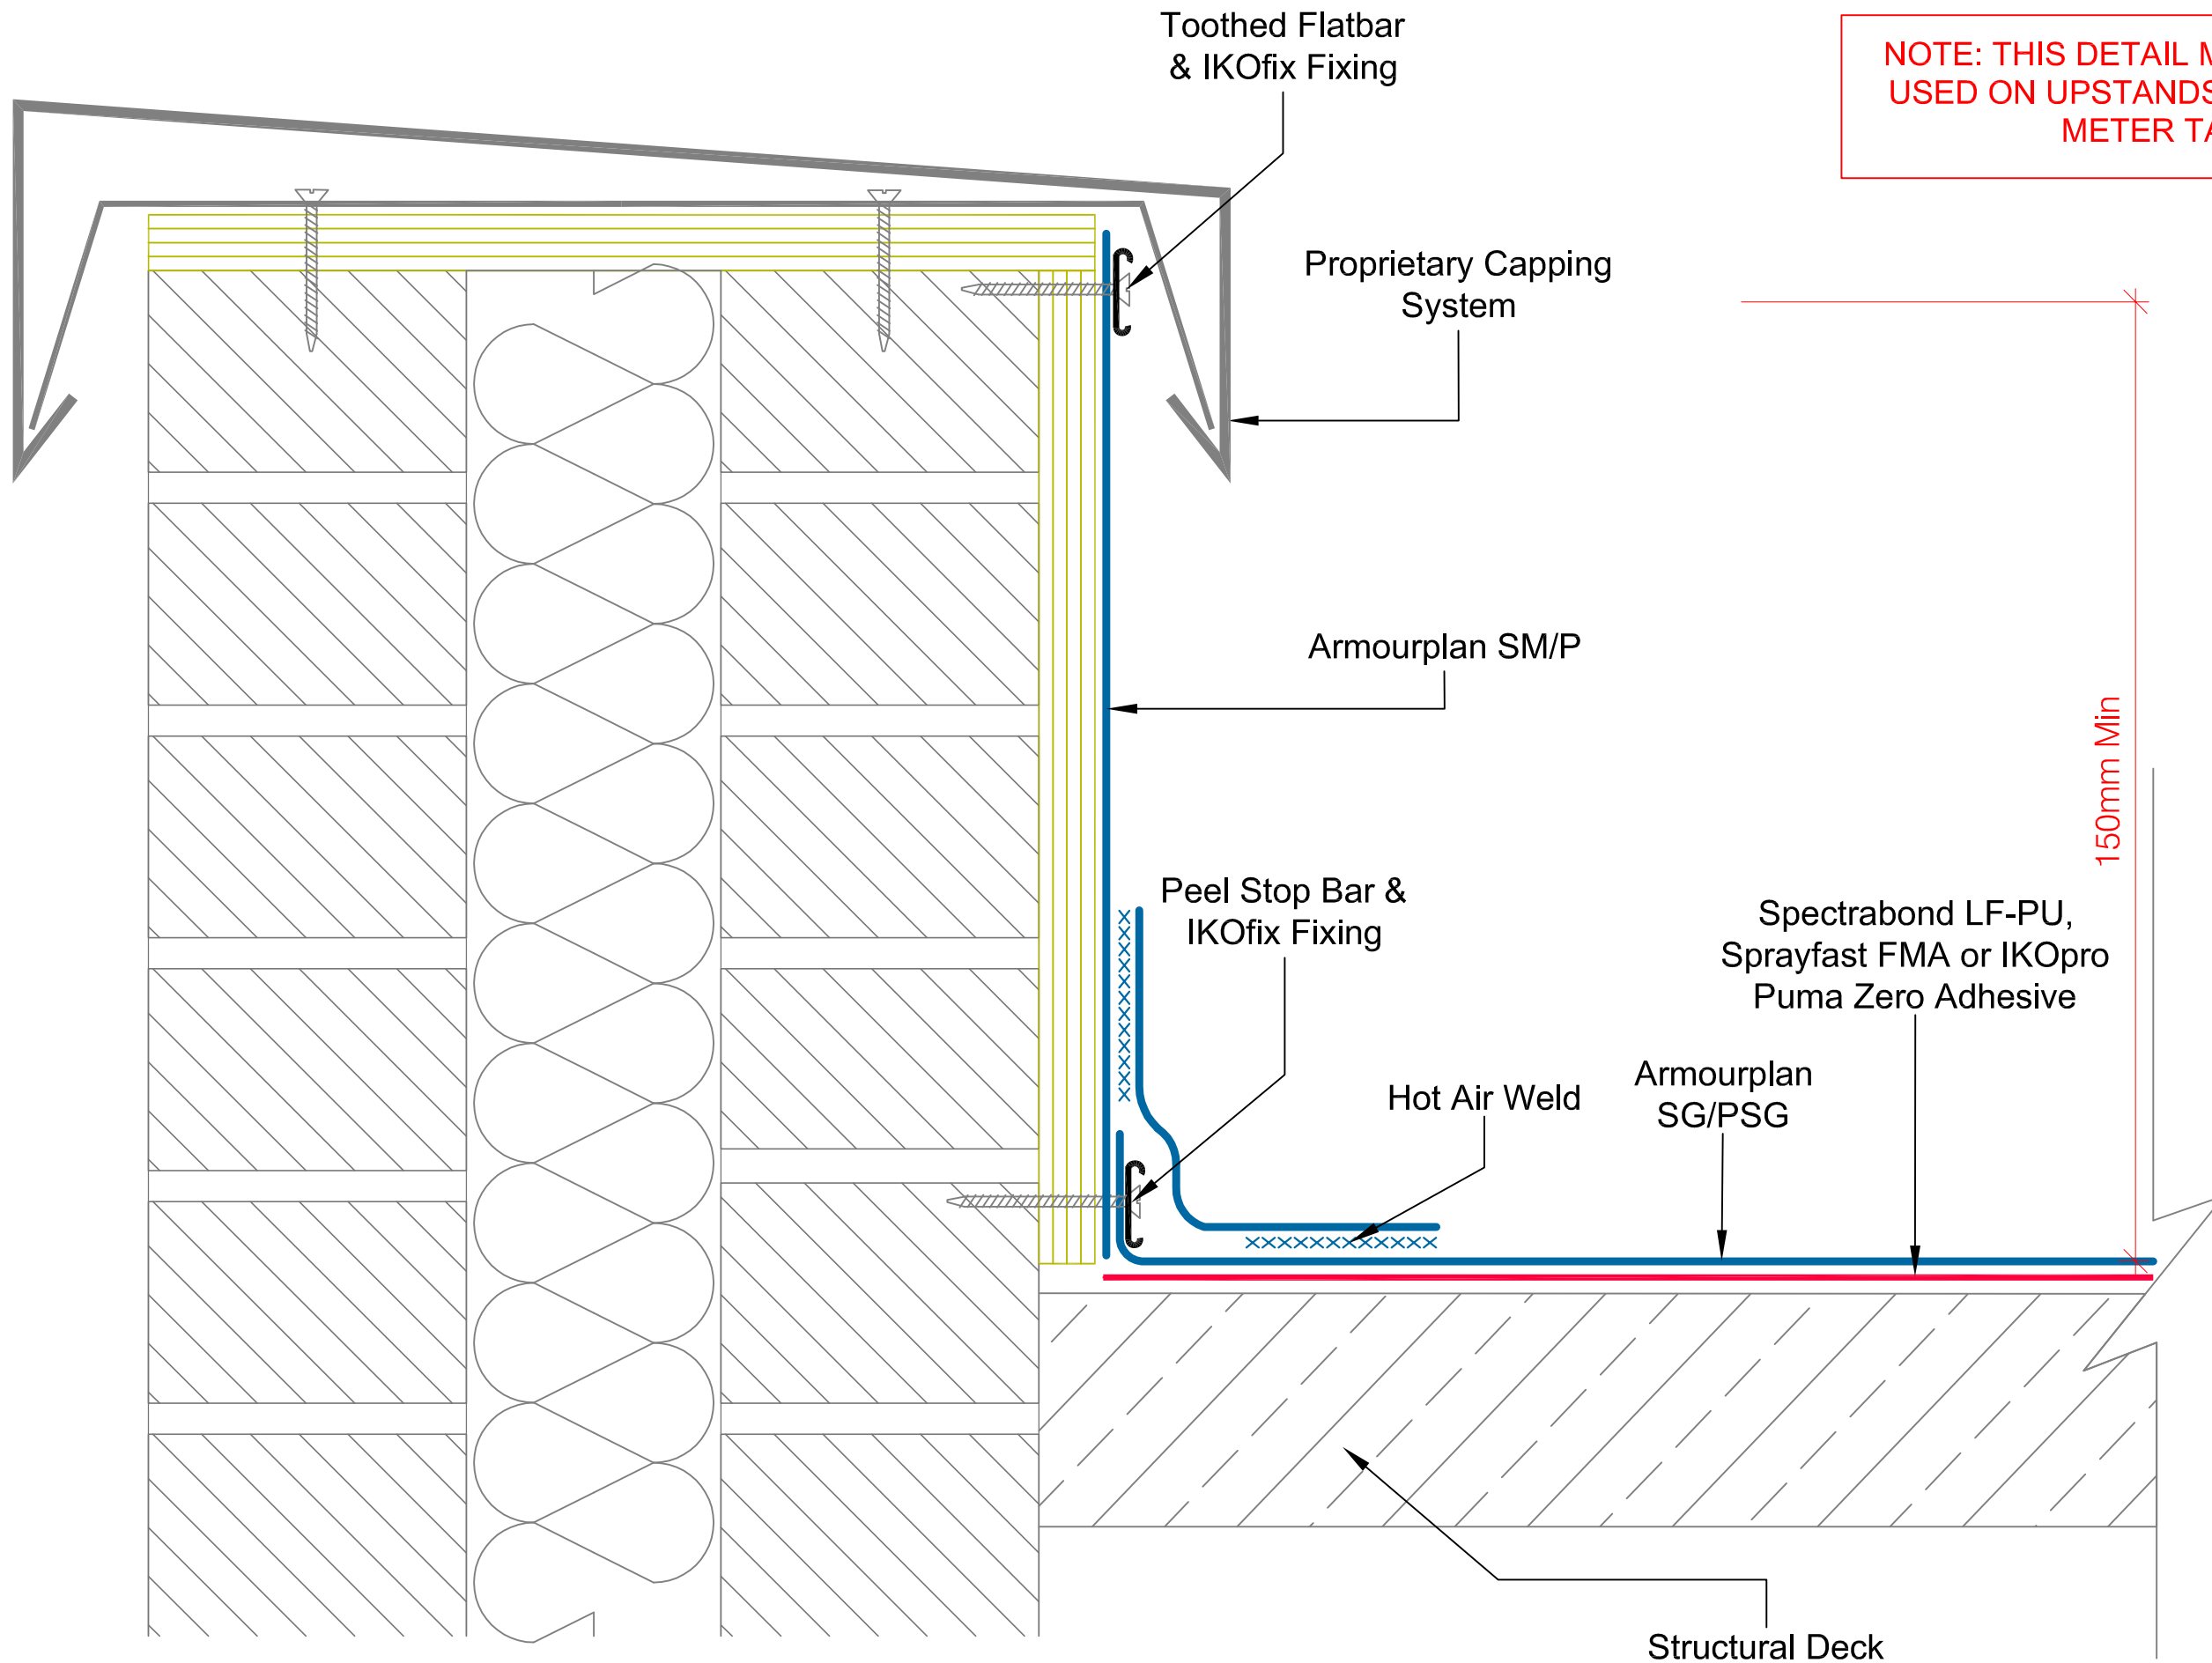 Toothed Flatbar
& IKOfix Fixing
NOTE: THIS DETAIL
USED ON UPSTANDS
METER
Proprietary Capping
System
Armourplan SM/P
150mm Min
Peel Stop Bar &
IKOfix Fixing
Spectrabond LF-PU,
Sprayfast FMA or IKOpro
Puma Zero Adhesive
Armourplan
SG/PSG
Hot Air Weld
Structural Deck